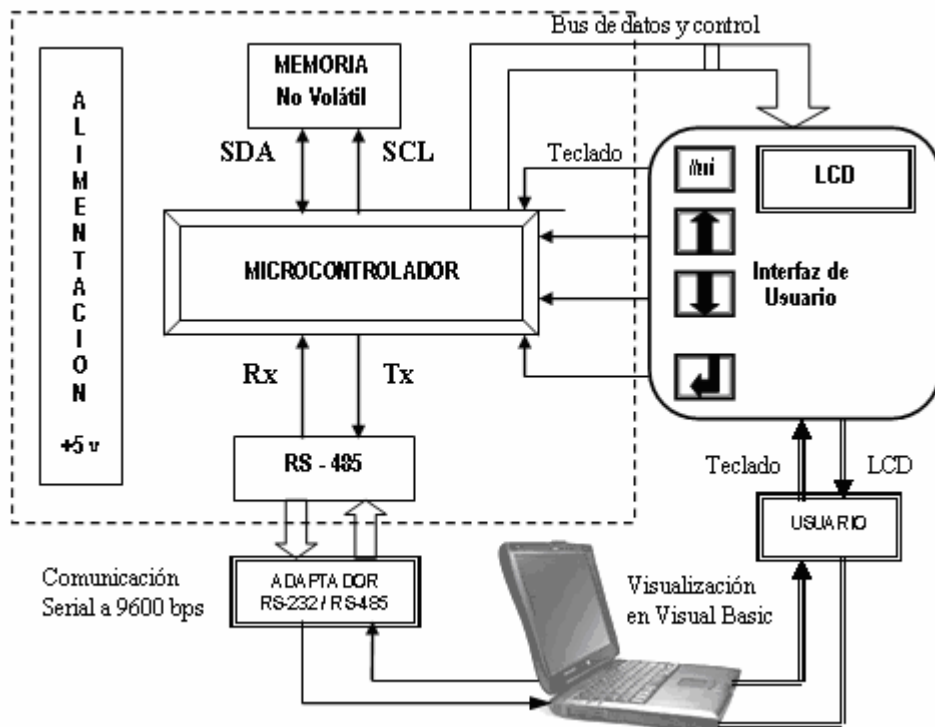 Bus de datos y control
ALIMENTACION
+5 v
MEMORIA
No Volátil
SDA
SCL
Teclado
LCD
MICROCONTROLADOR
Interfaz de
Usuario
Rx
Tx
RS - 485
Teclado
LCD
USUARIO
Comunicación
Serial a 9600 bps
ADAPTADOR
RS-232 / RS-485
Visualización
en Visual Basic